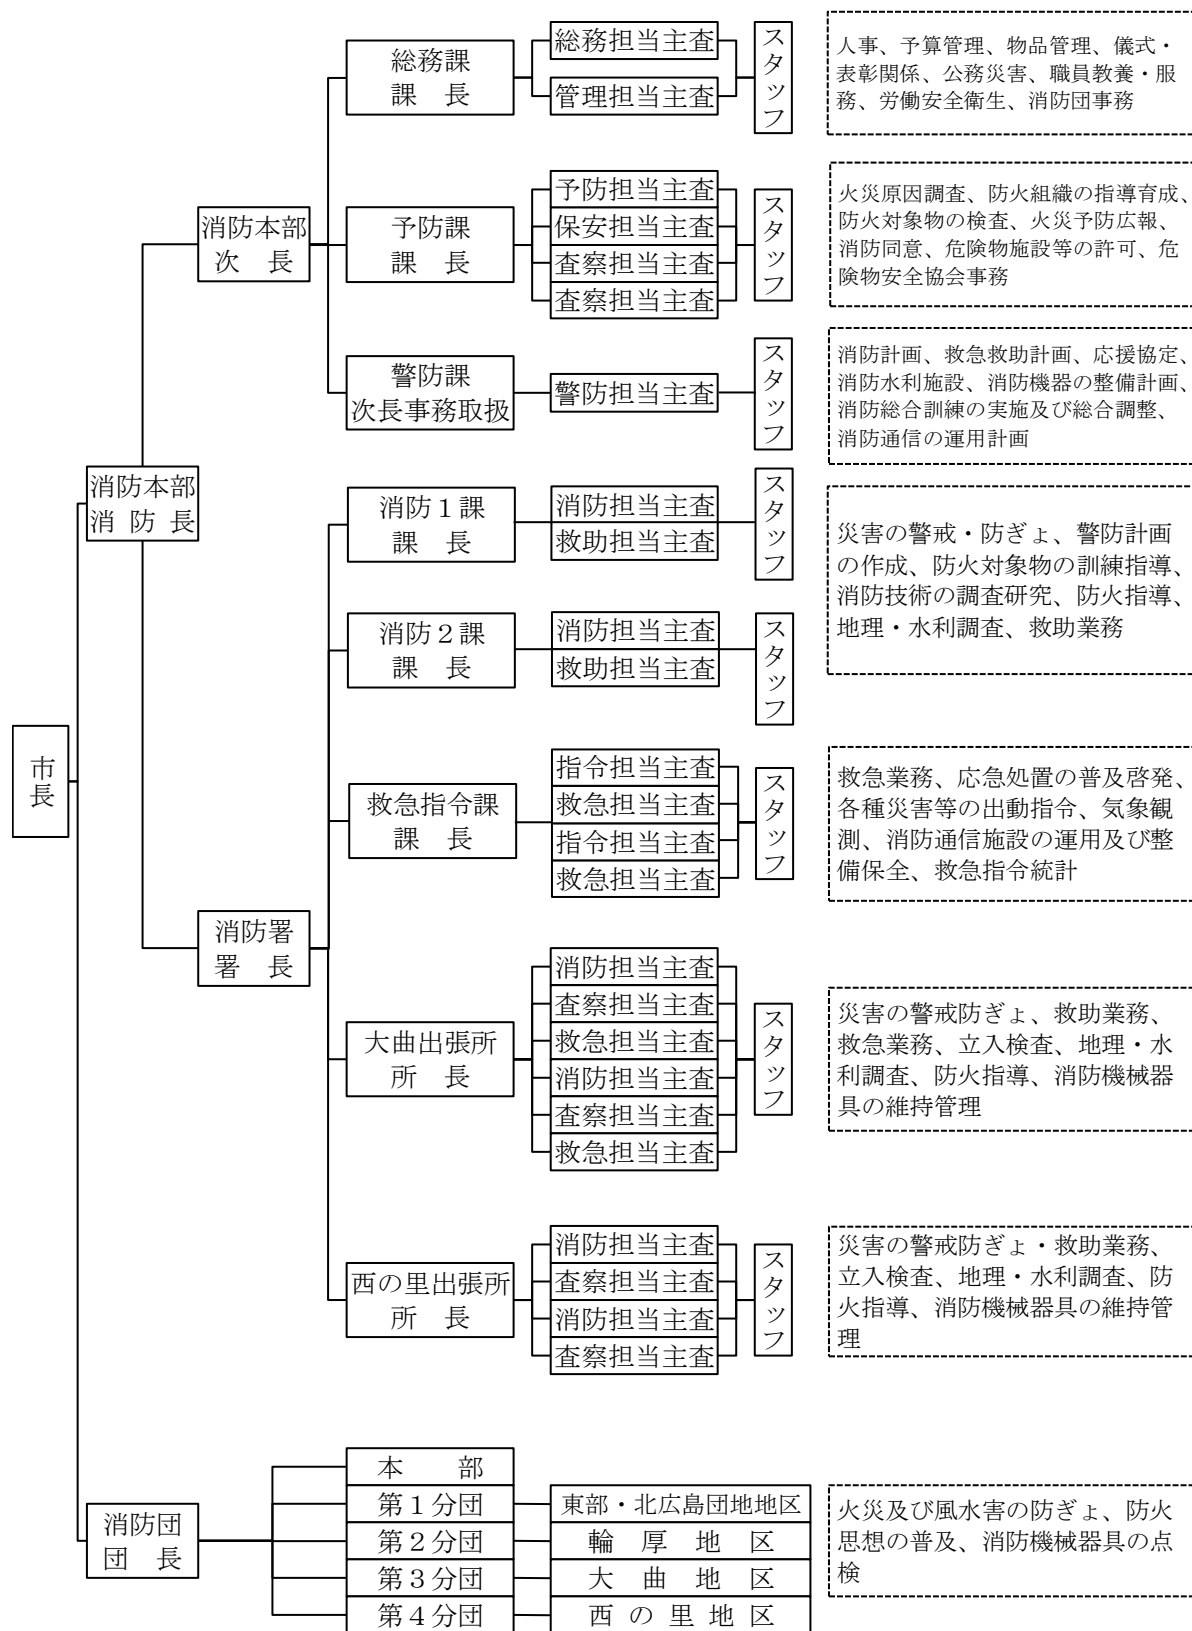 市
長
消防本部
消 防 長
消防本部
次　長
総務課
課　長
総務担当主査
管理担当主査
スタッフ
人事、予算管理、物品管理、儀式・
表彰関係、公務災害、職員教養・服
務、労働安全衛生、消防団事務
予防課
課　長
予防担当主査
保安担当主査
査察担当主査
査察担当主査
スタッフ
火災原因調査、防火組織の指導育成、
防火対象物の検査、火災予防広報、
消防同意、危険物施設等の許可、危
険物安全協会事務
警防課
次長事務取扱
警防担当主査
スタッフ
消防計画、救急救助計画、応援協定、
消防水利施設、消防機器の整備計画、
消防総合訓練の実施及び総合調整、
消防通信の運用計画
消防署
署　長
消防１課
課　長
消防担当主査
救助担当主査
スタッフ
消防２課
課　長
消防担当主査
救助担当主査
スタッフ
災害の警戒・防ぎょ、警防計画
の作成、防火対象物の訓練指導、
消防技術の調査研究、防火指導、
地理・水利調査、救助業務
救急指令課
課　長
指令担当主査
救急担当主査
指令担当主査
救急担当主査
スタッフ
救急業務、応急処置の普及啓発、
各種災害等の出動指令、気象観
測、消防通信施設の運用及び整
備保全、救急指令統計
大曲出張所
所　長
消防担当主査
査察担当主査
救急担当主査
消防担当主査
査察担当主査
救急担当主査
スタッフ
災害の警戒防ぎょ、救助業務、
救急業務、立入検査、地理・水
利調査、防火指導、消防機械器
具の維持管理
西の里出張所
所　長
消防担当主査
査察担当主査
消防担当主査
査察担当主査
スタッフ
災害の警戒防ぎょ・救助業務、
立入検査、地理・水利調査、防
火指導、消防機械器具の維持管
理
消防団
団　長
本　　部
第１分団
東部・北広島団地地区
第２分団
輪　厚　地　区
第３分団
大　曲　地　区
第４分団
西 の 里 地 区
火災及び風水害の防ぎょ、防火
思想の普及、消防機械器具の点
検